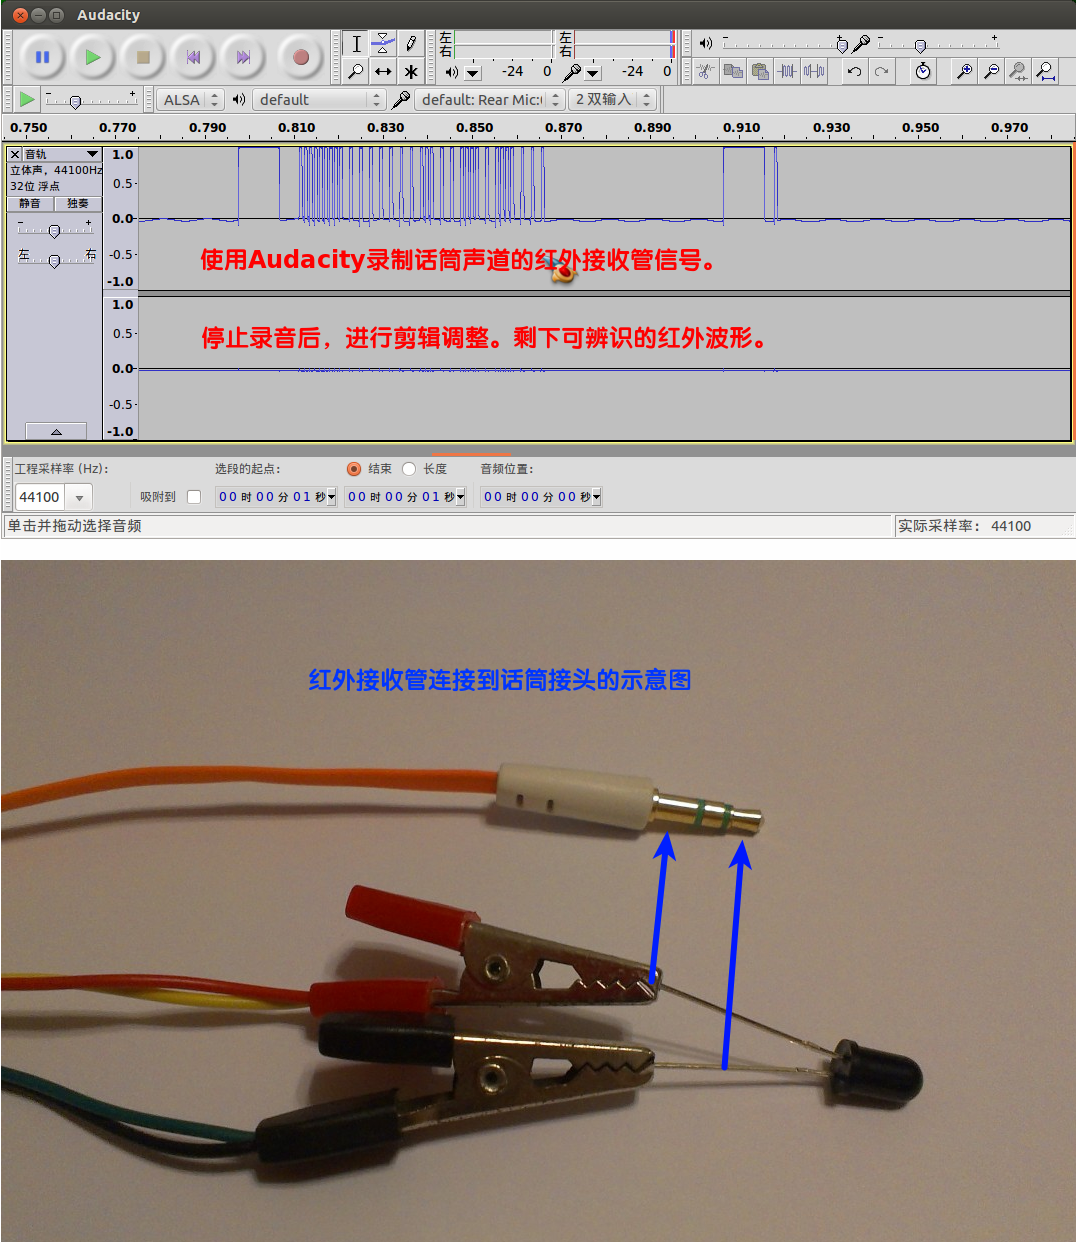 Audacity
左
右
-24 0
左
右
-24 0
ALSA
default
default: Rear Mic:(
2 双输入
0.750 0.770 0.790 0.810 0.830 0.850 0.870 0.890 0.910 0.930 0.950 0.970
音轨
立体声, 44100Hz
32位 浮点
静音 独奏
左 右
1.0
0.5
0.0
-0.5
-1.0
使用Audacity录制话筒声道的红外接收管信号。
1.0
0.5
0.0
-0.5
-1.0
停止录音后，进行剪辑调整。剩下可辨识的红外波形。
工程采样率 (Hz):
选段的起点:
结束
长度
音频位置:
44100
吸附到
00 时 00 分 01 秒
00 时 00 分 01 秒
00 时 00 分 00 秒
单击并拖动选择音频
实际采样率: 44100
红外接收管连接到话筒接头的示意图